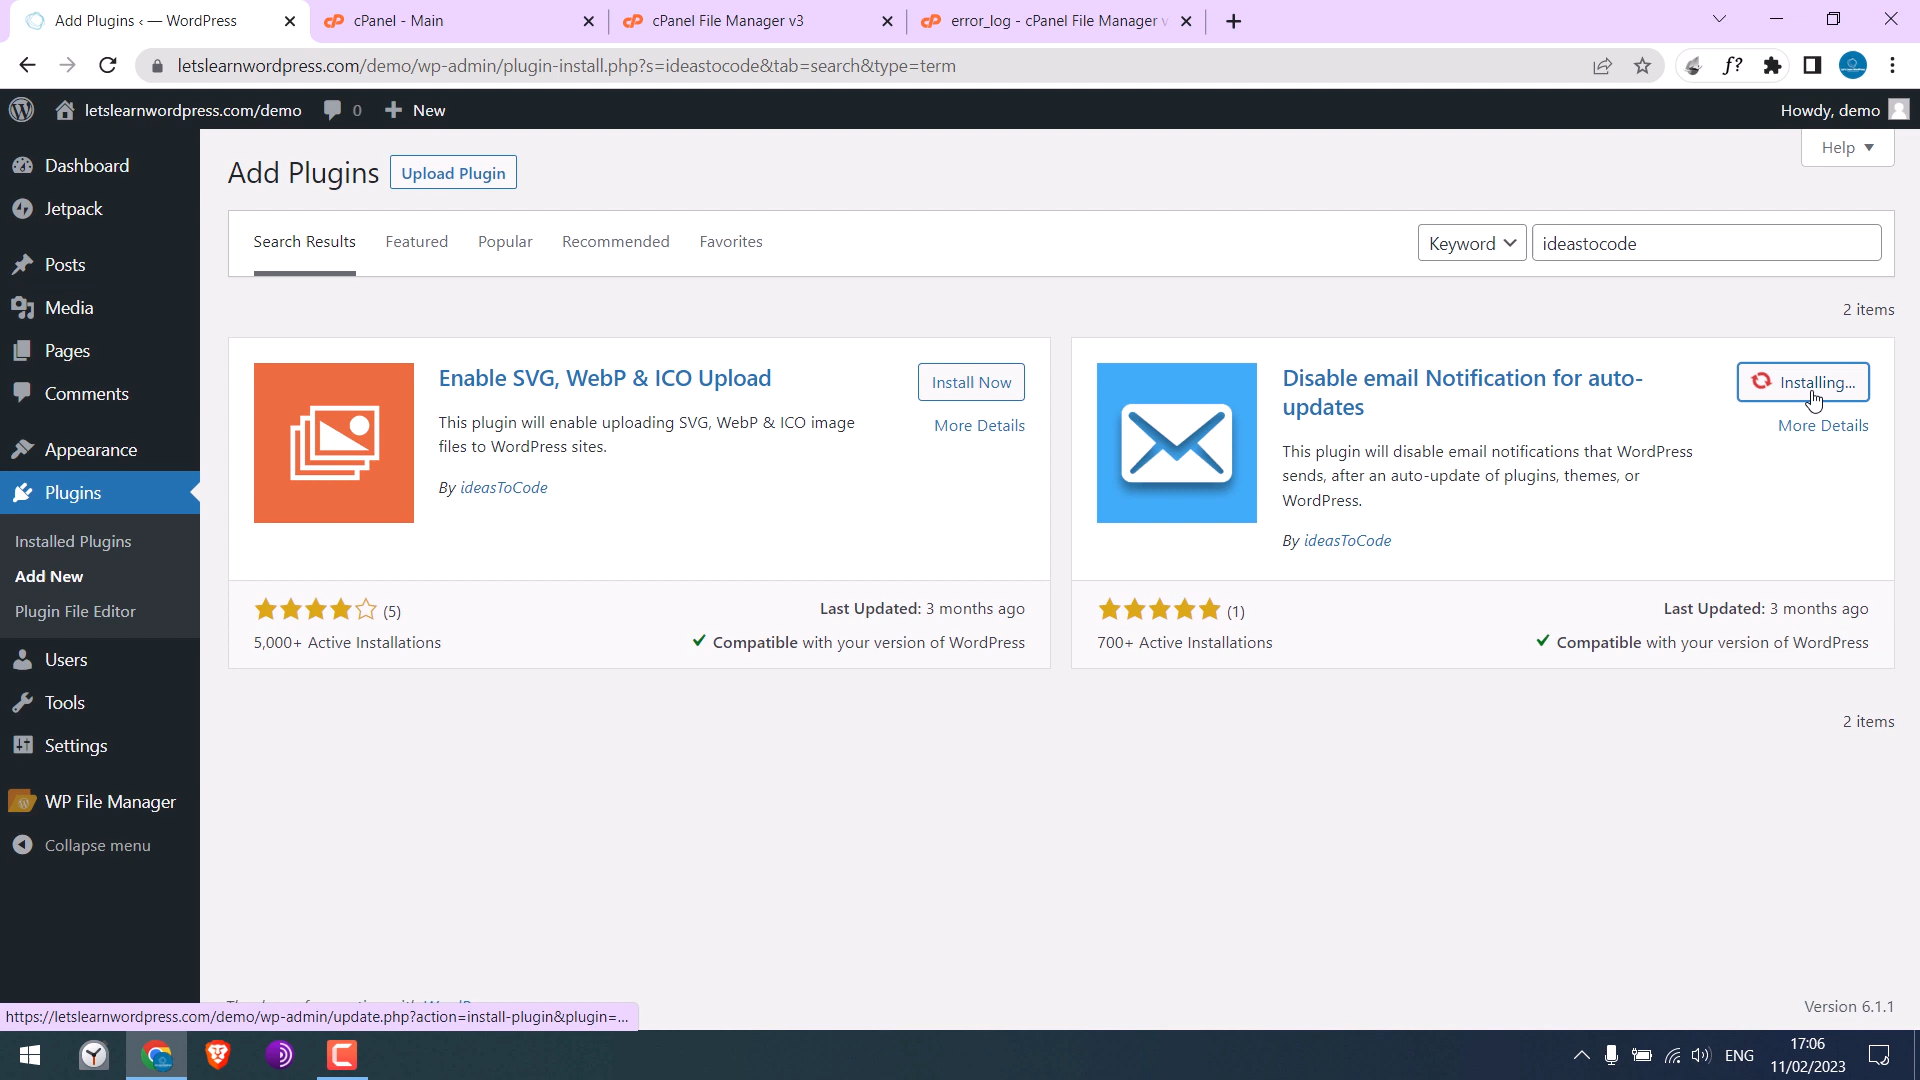 Add Plugins ‹ — WordPress
cPanel - Main
cPanel File Manager v3
error_log - cPanel File Manager v
letslearnwordpress.com/demo/wp-admin/plugin-install.php?s=ideastocode&tab=search&type=term
f?
letslearnwordpress.com/demo
0
New
Howdy, demo
Dashboard
Jetpack
Posts
Media
Pages
Comments
Appearance
Plugins
Installed Plugins
Add New
Plugin File Editor
Users
Tools
Settings
WP File Manager
Collapse menu
Help
Add Plugins
Upload Plugin
Search Results
Featured
Popular
Recommended
Favorites
Keyword
ideastocode
2 items
Enable SVG, WebP & ICO Upload
Install Now
More Details
This plugin will enable uploading SVG, WebP & ICO image
files to WordPress sites.
By ideasToCode
(5)
5,000+ Active Installations
Last Updated: 3 months ago
Compatible with your version of WordPress
Disable email Notification for auto-
updates
Installing...
More Details
This plugin will disable email notifications that WordPress
sends, after an auto-update of plugins, themes, or
WordPress.
By ideasToCode
(1)
700+ Active Installations
Last Updated: 3 months ago
Compatible with your version of WordPress
2 items
Version 6.1.1
https://letslearnwordpress.com/demo/wp-admin/update.php?action=install-plugin&plugin=...
ENG
17:06
11/02/2023